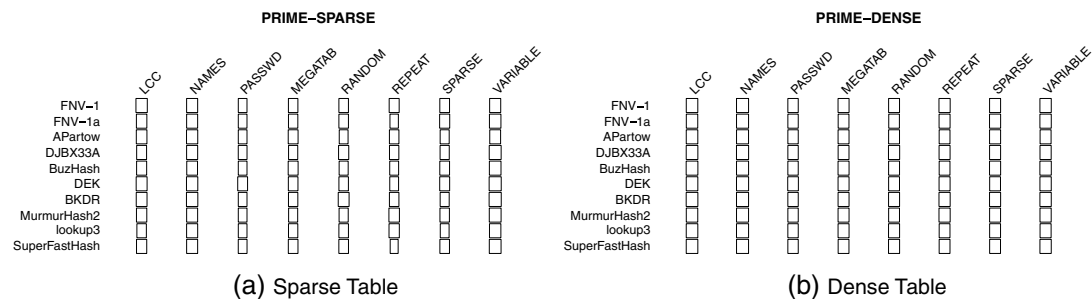 PRIME–SPARSE
LCC NAMES PASSWD MEGATAB RANDOM REPEAT SPARSE VARIABLE
FNV–1
FNV–1a
APartow
DJBX33A
BuzHash
DEK
BKDR
MurmurHash2
lookup3
SuperFastHash
(a) Sparse Table
PRIME–DENSE
LCC NAMES PASSWD MEGATAB RANDOM REPEAT SPARSE VARIABLE
FNV–1
FNV–1a
APartow
DJBX33A
BuzHash
DEK
BKDR
MurmurHash2
lookup3
SuperFastHash
(b) Dense Table